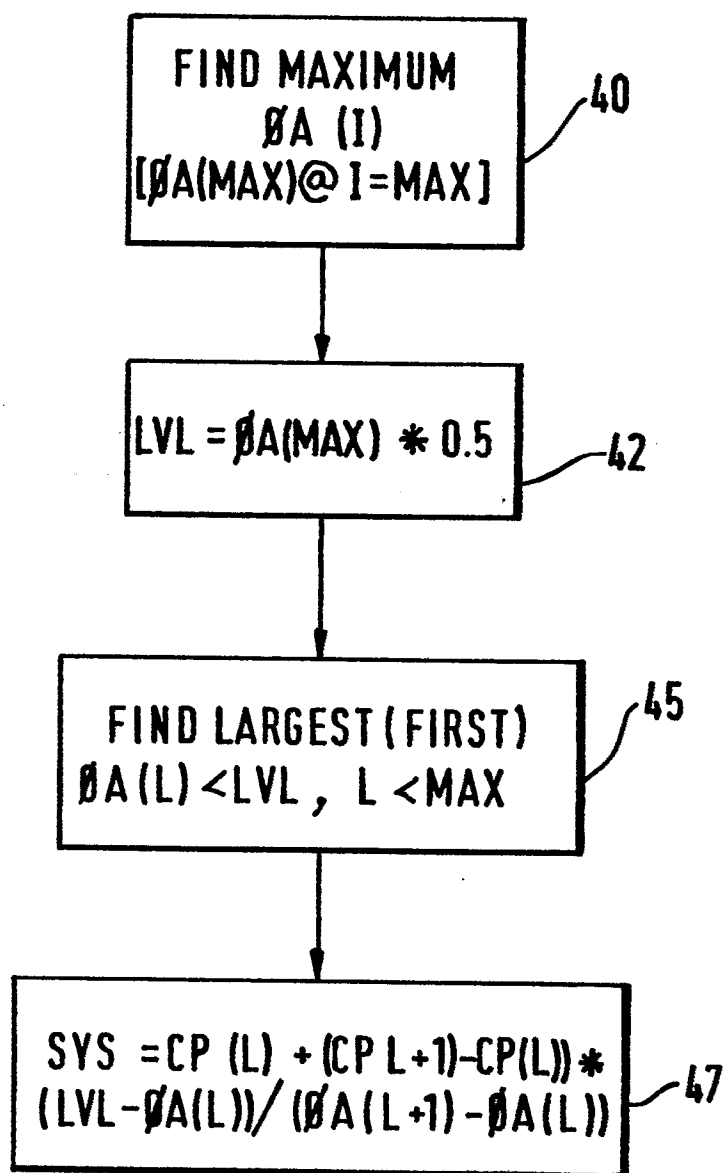 FIND MAXIMUM
ØA (I)
[ØA(MAX)@ I=MAX]
40
LVL = ØA(MAX) * 0.5
42
FIND LARGEST (FIRST)
ØA (L) <LVL , L <MAX
45
SYS = CP (L) + (CP L+1)-CP(L)) *
(LVL-ØA(L))/ (ØA(L+1)-ØA(L))
47